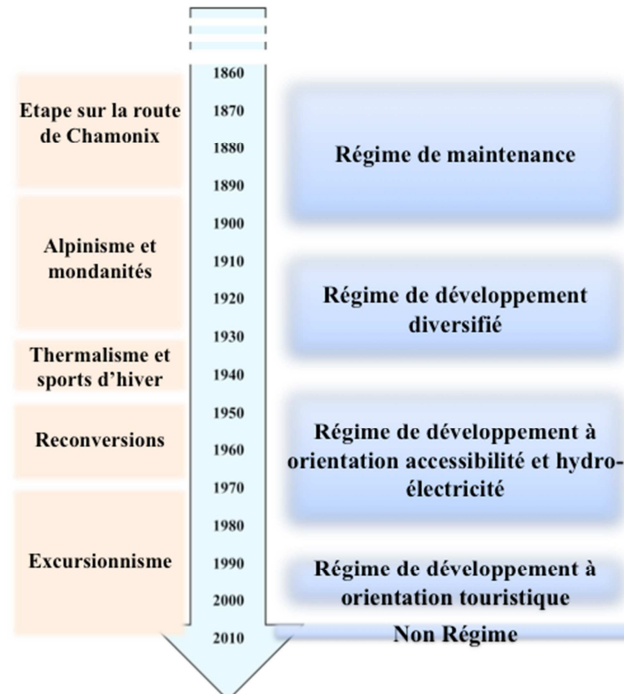 Etape sur la route
de Chamonix
Alpinisme et
mondanités
Thermalisme et
sports d’hiver
Reconversions
Excursionnisme
1860
1870
1880
1890
1900
1910
1920
1930
1940
1950
1960
1970
1980
1990
2000
2010
Régime de maintenance
Régime de développement
diversifié
Régime de développement à
orientation accessibilité et hydro-
électricité
Régime de développement à
orientation touristique
Non Régime